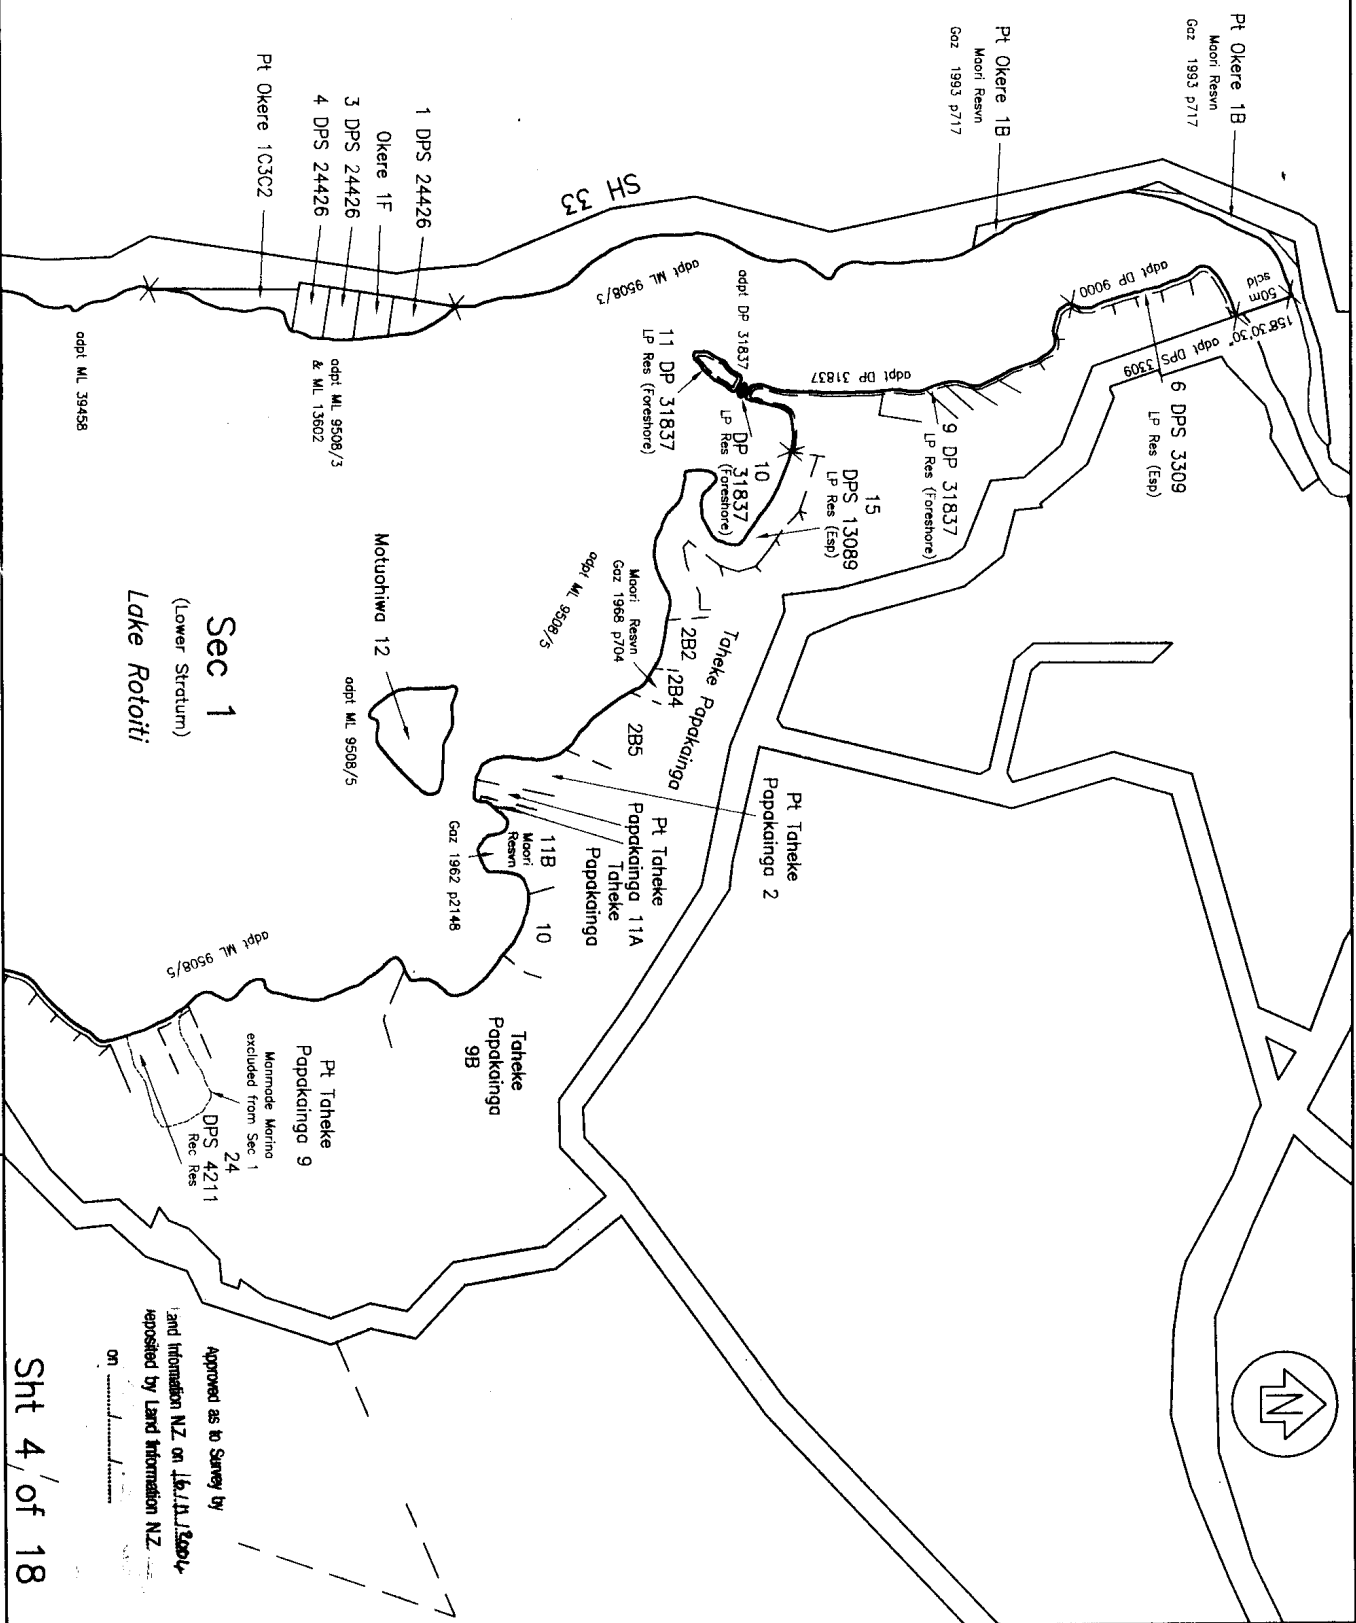 Pt Okere 1B
Maori Resvn
Gaz 1993 p717
Pt Okere 1B
Maori Resvn
Gaz 1993 p717
SH 33
1 DPS 24426
Okere 1F
3 DPS 24426
4 DPS 24426
Pt Okere 1C3C2
adpt ML 9508/3
adpt ML 9508/3
& ML 13602
adpt ML 39458
50m
scld
158°30'30"
adpt DPS 3309
adpt DP 9000
6 DPS 3309
LP Res (Esp)
9 DP 31837
LP Res (Foreshore)
adpt DP 31837
adpt DP 31837
11 DP 31837
LP Res (Foreshore)
10
DP 31837
LP Res (Foreshore)
15
DPS 13089
LP Res (Esp)
Maori Resvn
Gaz 1968 p704
adpt ML 9508/5
Taheke Papakainga
2B2
2B4
2B5
Pt Taheke
Papakainga 2
Pt Taheke
Papakainga 11A
Taheke
Papakainga
11B
Maori
Resvn
Gaz 1962 p2148
10
Motuohiwa 12
adpt ML 9508/5
Sec 1
(Lower Stratum)
Lake Rotoiti
Taheke
Papakainga
9B
Pt Taheke
Papakainga 9
adpt ML 9508/5
Manmade Marina
excluded from Sec 1
24
DPS 4211
Rec Res
N
Approved as to Survey by
Land Information N.Z. on 16/11/2004
Deposited by Land Information N.Z.
on ....../....../......
Sht 4 of 18